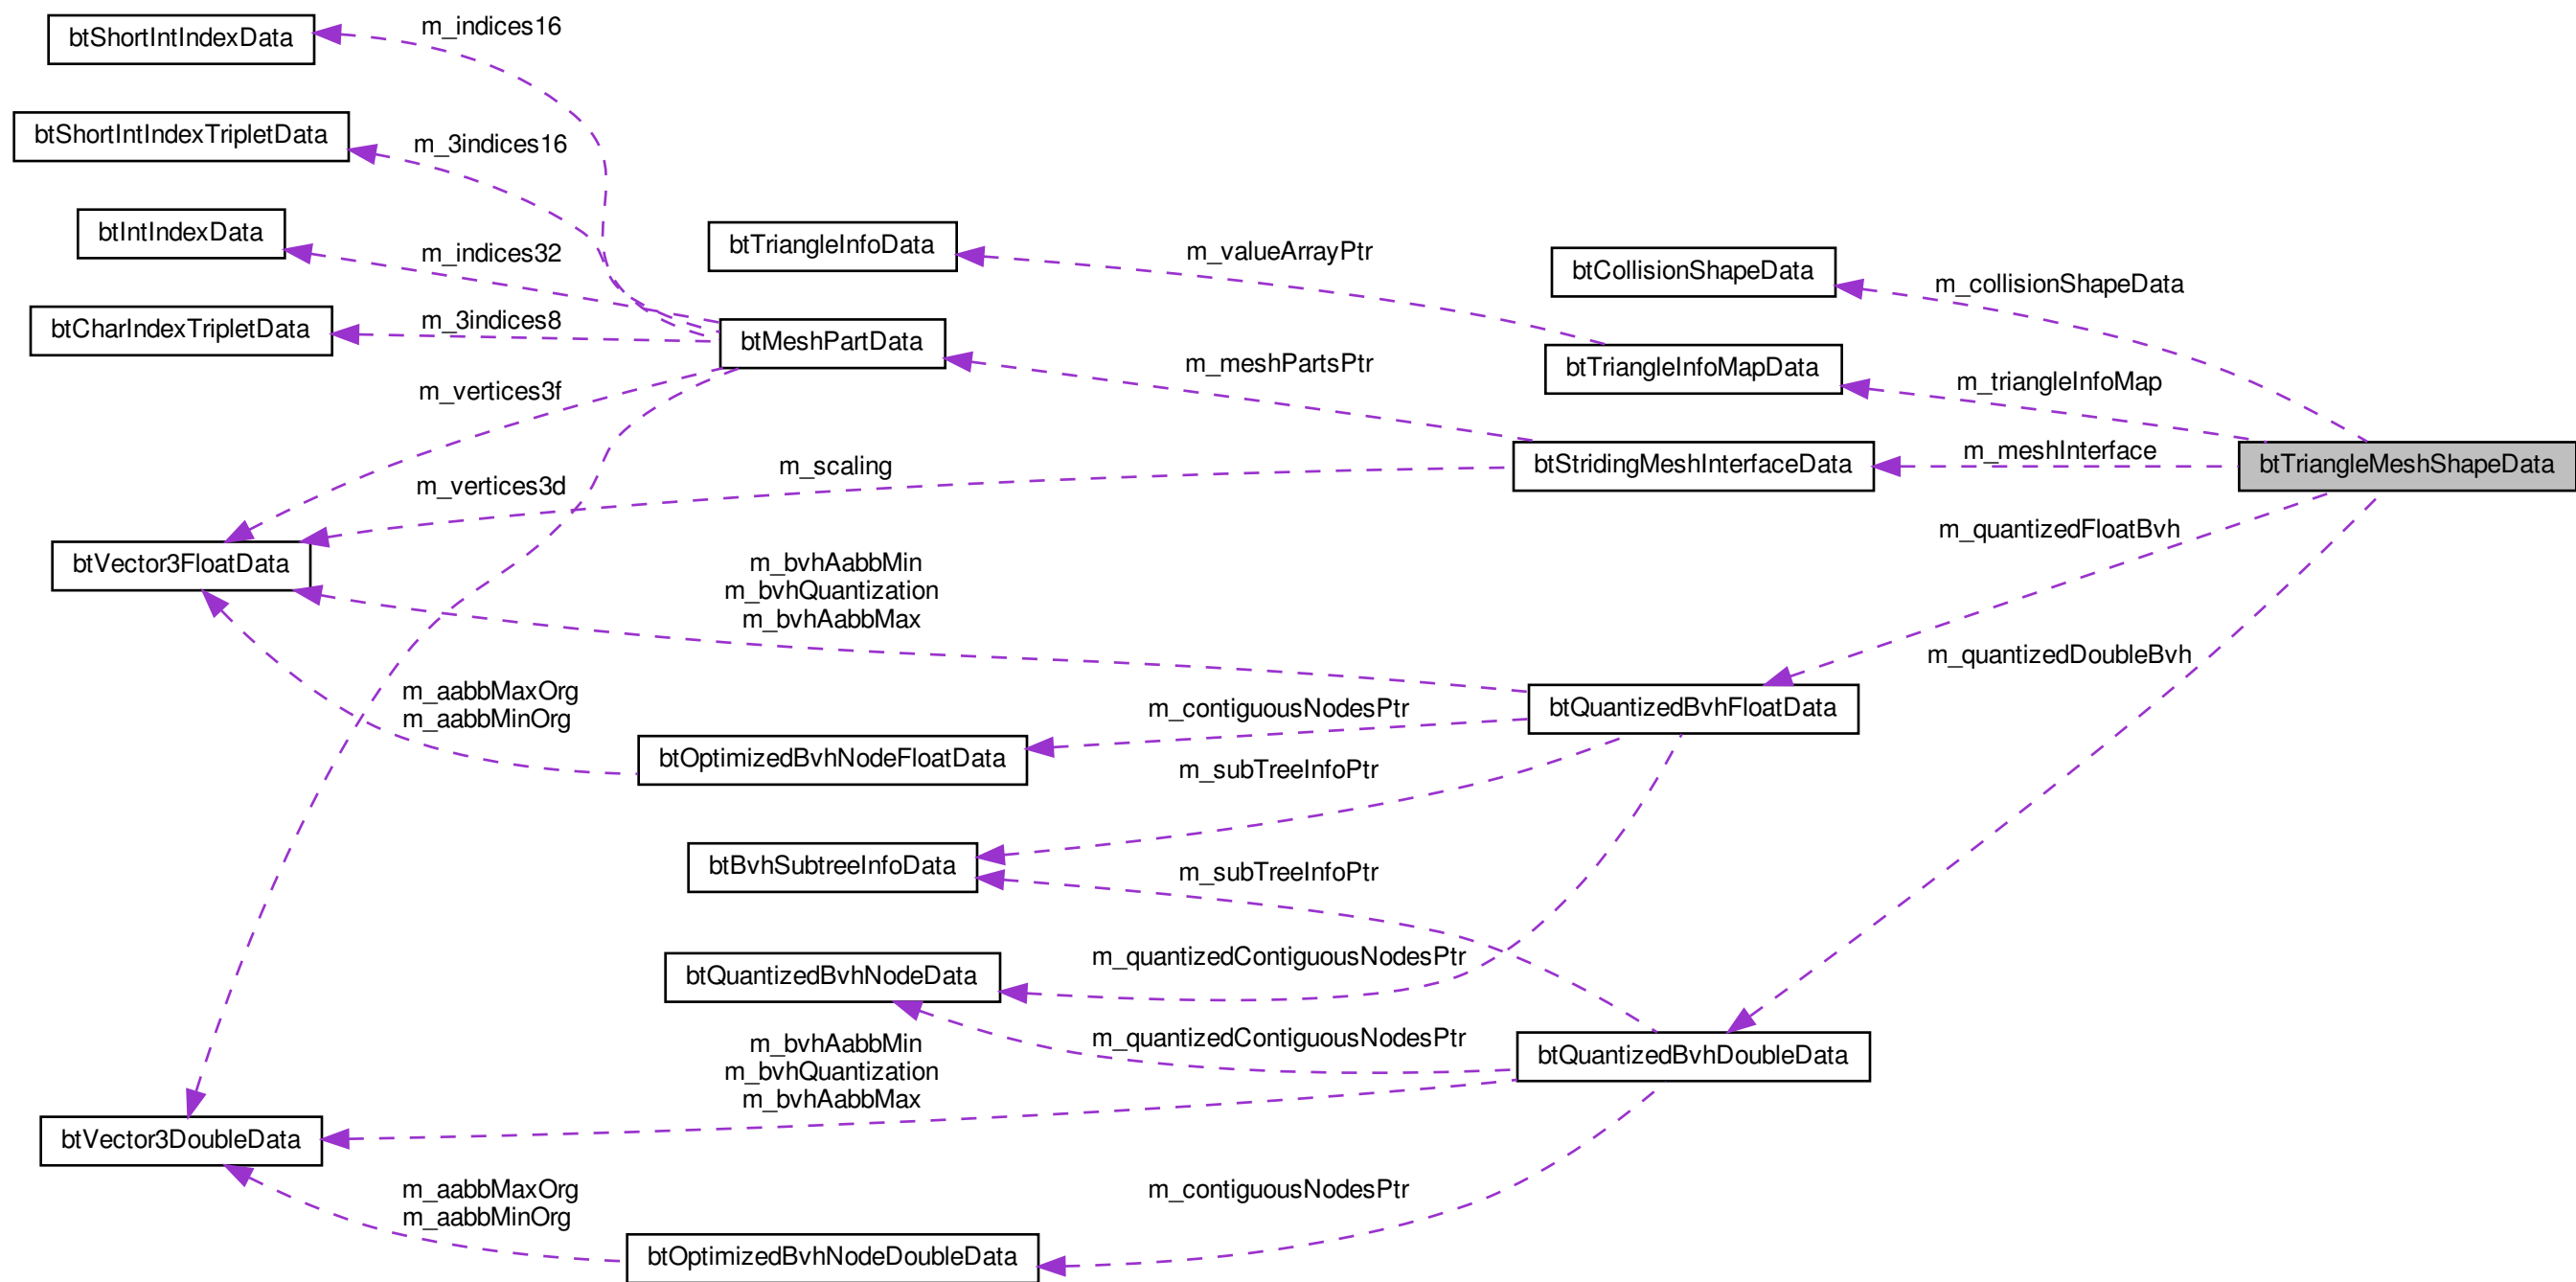 btShortIntIndexData
m_indices16
btShortIntIndexTripletData
m_3indices16
btIntIndexData
m_indices32
btCharIndexTripletData
m_3indices8
btTriangleInfoData
m_valueArrayPtr
btCollisionShapeData
m_collisionShapeData
btMeshPartData
m_meshPartsPtr
btTriangleInfoMapData
m_triangleInfoMap
m_vertices3f
m_vertices3d
m_scaling
btStridingMeshInterfaceData
m_meshInterface
btTriangleMeshShapeData
btVector3FloatData
m_bvhAabbMin
m_bvhQuantization
m_bvhAabbMax
m_quantizedFloatBvh
m_quantizedDoubleBvh
m_aabbMaxOrg
m_aabbMinOrg
btOptimizedBvhNodeFloatData
m_contiguousNodesPtr
btQuantizedBvhFloatData
m_subTreeInfoPtr
btBvhSubtreeInfoData
m_subTreeInfoPtr
btQuantizedBvhNodeData
m_quantizedContiguousNodesPtr
m_quantizedContiguousNodesPtr
btQuantizedBvhDoubleData
m_bvhAabbMin
m_bvhQuantization
m_bvhAabbMax
btVector3DoubleData
m_aabbMaxOrg
m_aabbMinOrg
m_contiguousNodesPtr
btOptimizedBvhNodeDoubleData